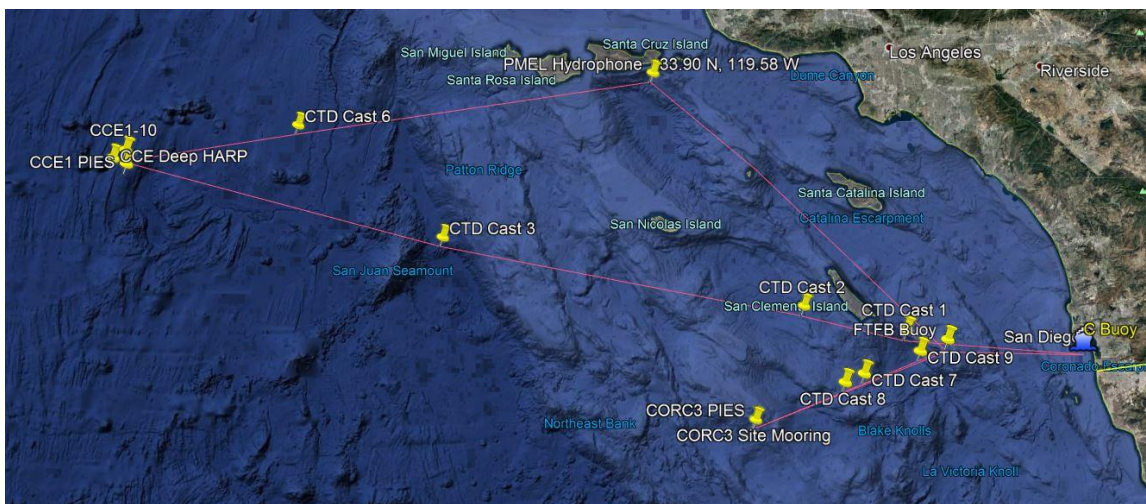 San Miguel Island
Santa Cruz Island
PMEL Hydrophone - 33.90 N, 119.58 W
Santa Rosa Island
Dume Canyon
Los Angeles
Riverside
CTD Cast 6
CCE1-10
CCE1 PIES
CCE Deep HARP
Patton Ridge
Santa Catalina Island
Catalina Escarpment
San Nicolas Island
CTD Cast 3
San Juan Seamount
CTD Cast 2
San Clemente Island
CTD Cast 1
FTFB Buoy
San Diego
C Buoy
CTD Cast 9
CTD Cast 7
CTD Cast 8
CORC3 PIES
CORC3 Site Mooring
Northeast Bank
Blake Knolls
La Victoria Knoll